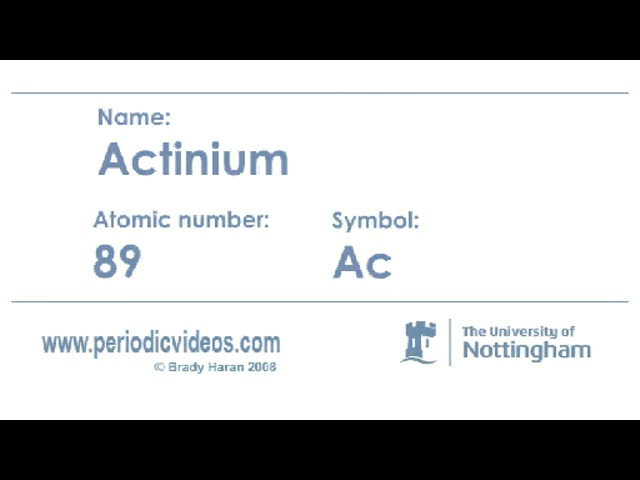 Name:
Actinium
Atomic number:
Symbol:
89
Ac
www.periodicvideos.com
© Brady Haran 2008
The University of
Nottingham